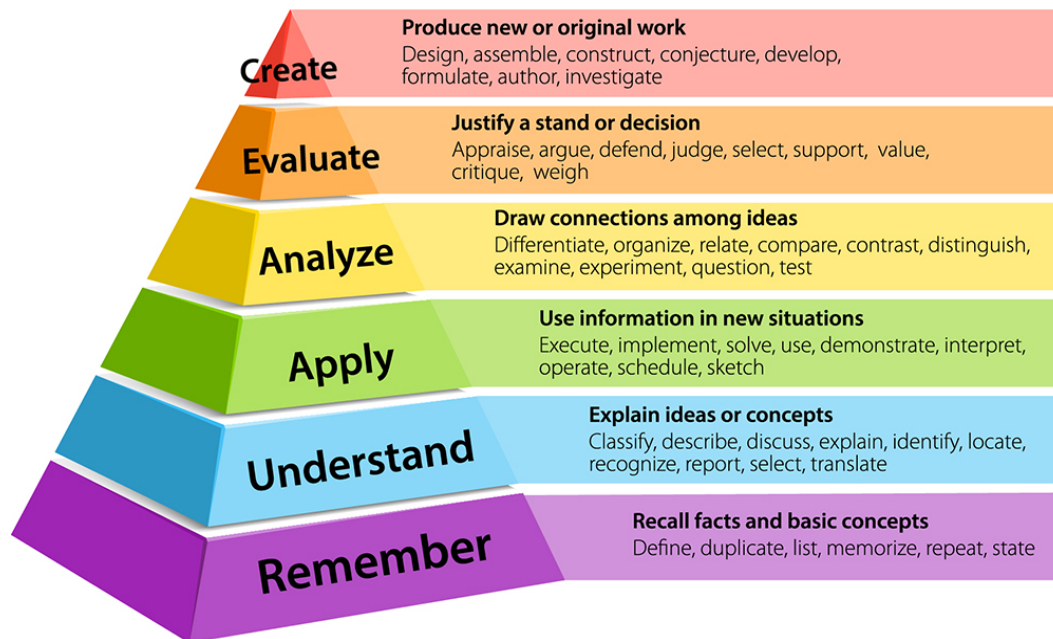 Create
Produce new or original work
Design, assemble, construct, conjecture, develop,
formulate, author, investigate
Evaluate
Justify a stand or decision
Appraise, argue, defend, judge, select, support, value,
critique, weigh
Analyze
Draw connections among ideas
Differentiate, organize, relate, compare, contrast, distinguish,
examine, experiment, question, test
Apply
Use information in new situations
Execute, implement, solve, use, demonstrate, interpret,
operate, schedule, sketch
Understand
Explain ideas or concepts
Classify, describe, discuss, explain, identify, locate,
recognize, report, select, translate
Remember
Recall facts and basic concepts
Define, duplicate, list, memorize, repeat, state